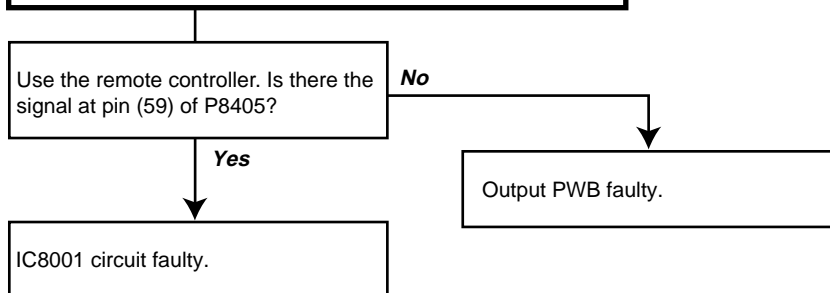 Use the remote controller. Is there the
signal at pin (59) of P8405?
No
Yes
Output PWB faulty.
IC8001 circuit faulty.